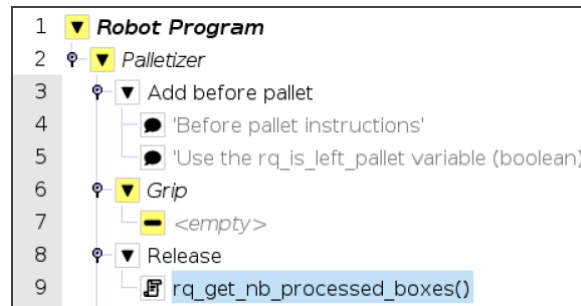 1 Robot Program
2 Palletizer
3 Add before pallet
4 'Before pallet instructions'
5 'Use the rq_is_left_pallet variable (boolean)
6 Grip
7 <empty>
8 Release
9 rq_get_nb_processed_boxes()